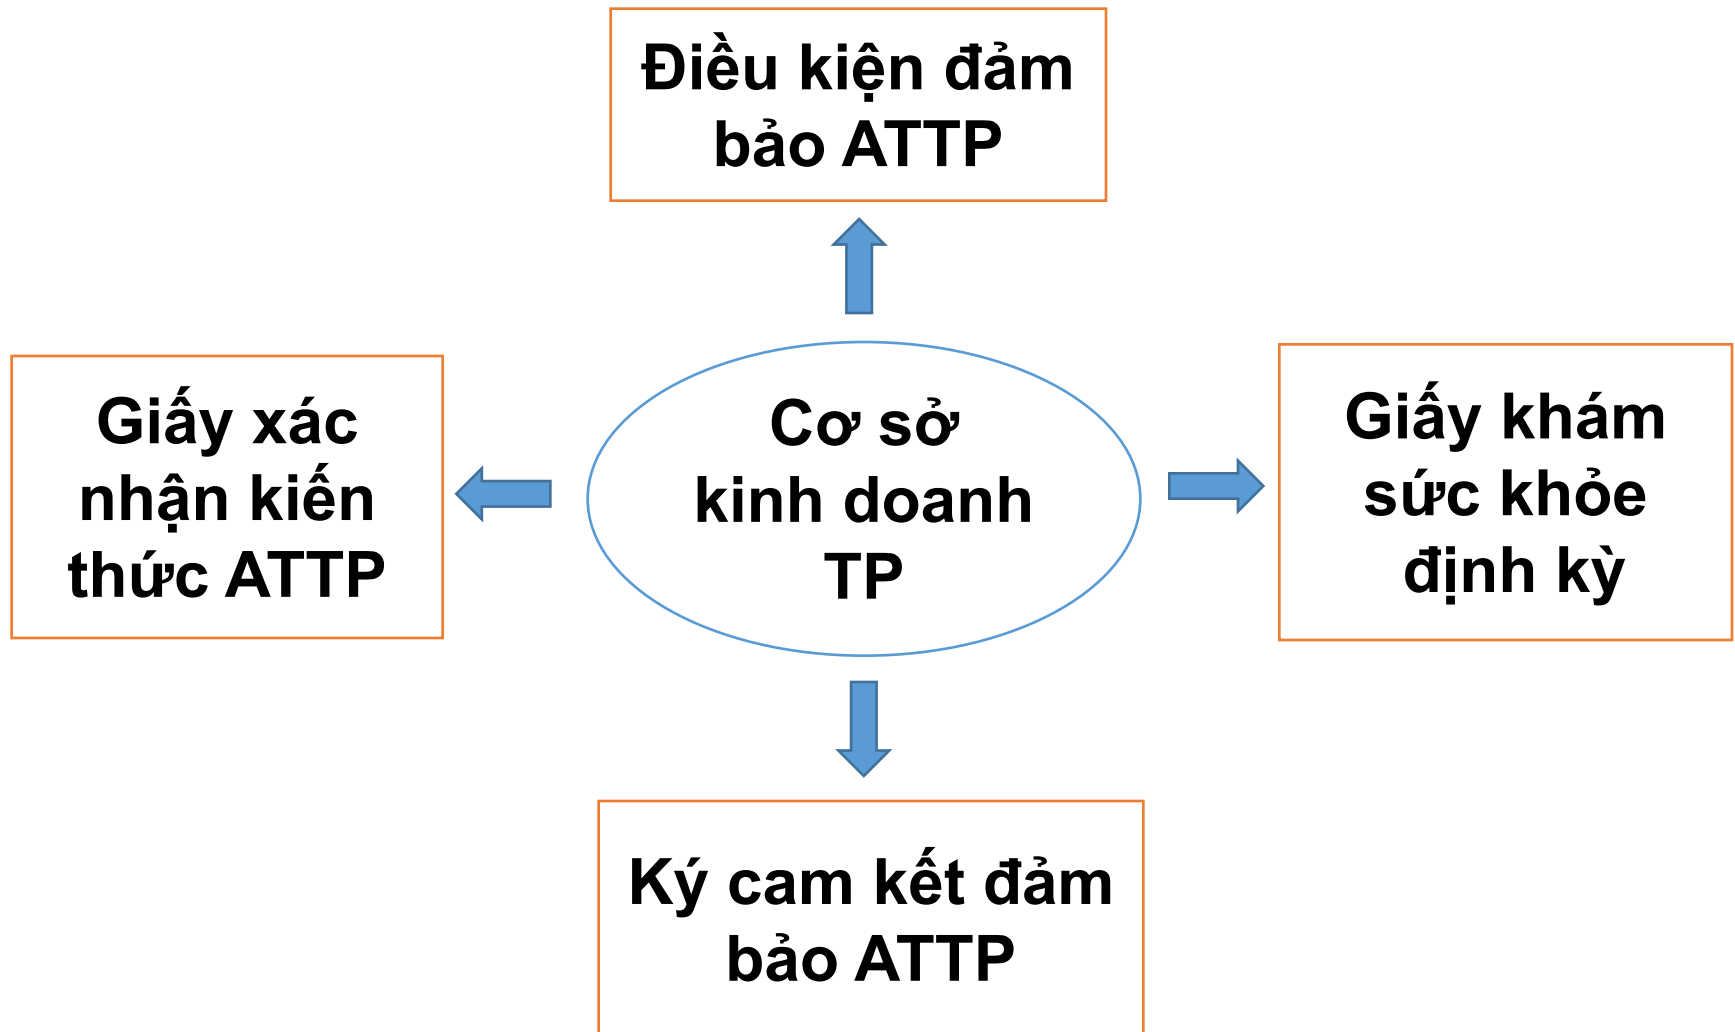 Điều kiện đảm
bảo ATTP
Giấy xác
nhận kiến
thức ATTP
Cơ sở
kinh doanh
TP
Giấy khám
sức khỏe
định kỳ
Ký cam kết đảm
bảo ATTP